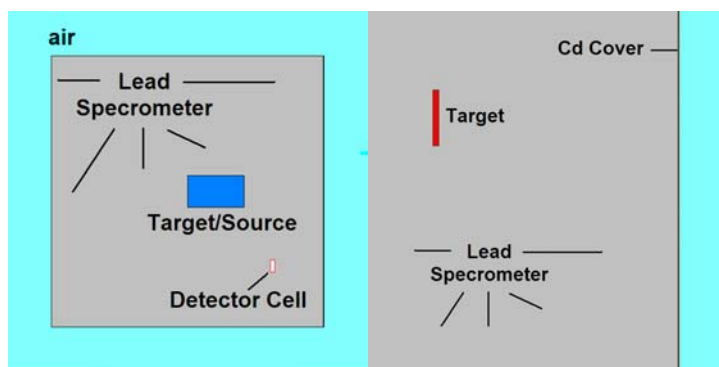 air
Lead
Specrometer
Target/Source
Detector Cell
Cd Cover
Target
Lead
Specrometer